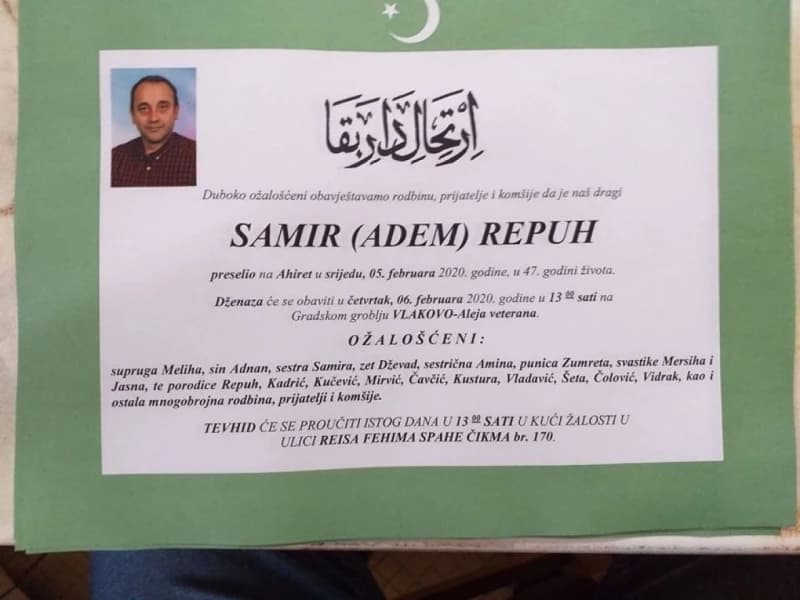 اِرْتِحَالِ دَارِ بَقَا
Duboko ožalošćeni obavještavamo rodbinu, prijatelje i komšije da je naš dragi
SAMIR (ADEM) REPUH
preselio na Ahiret u srijedu, 05. februara 2020. godine, u 47. godini života.
Dženaza će se obaviti u četvrtak, 06. februara 2020. godine u 13 00 sati na
Gradskom groblju VLAKOVO-Aleja veterana.
OŽALOŠĆENI:
supruga Meliha, sin Adnan, sestra Samira, zet Dževad, sestrična Amina, punica Zumreta, svastike Mersiha i
Jasna, te porodice Repuh, Kadrić, Kučević, Mirvić, Čavčić, Kustura, Vladavić, Šeta, Čolović, Vidrak, kao i
ostala mnogobrojna rodbina, prijatelji i komšije.
TEVHID ĆE SE PROUČITI ISTOG DANA U 13 00 SATI U KUĆI ŽALOSTI U
ULICI REISA FEHIMA SPAHE ČIKMA br. 170.